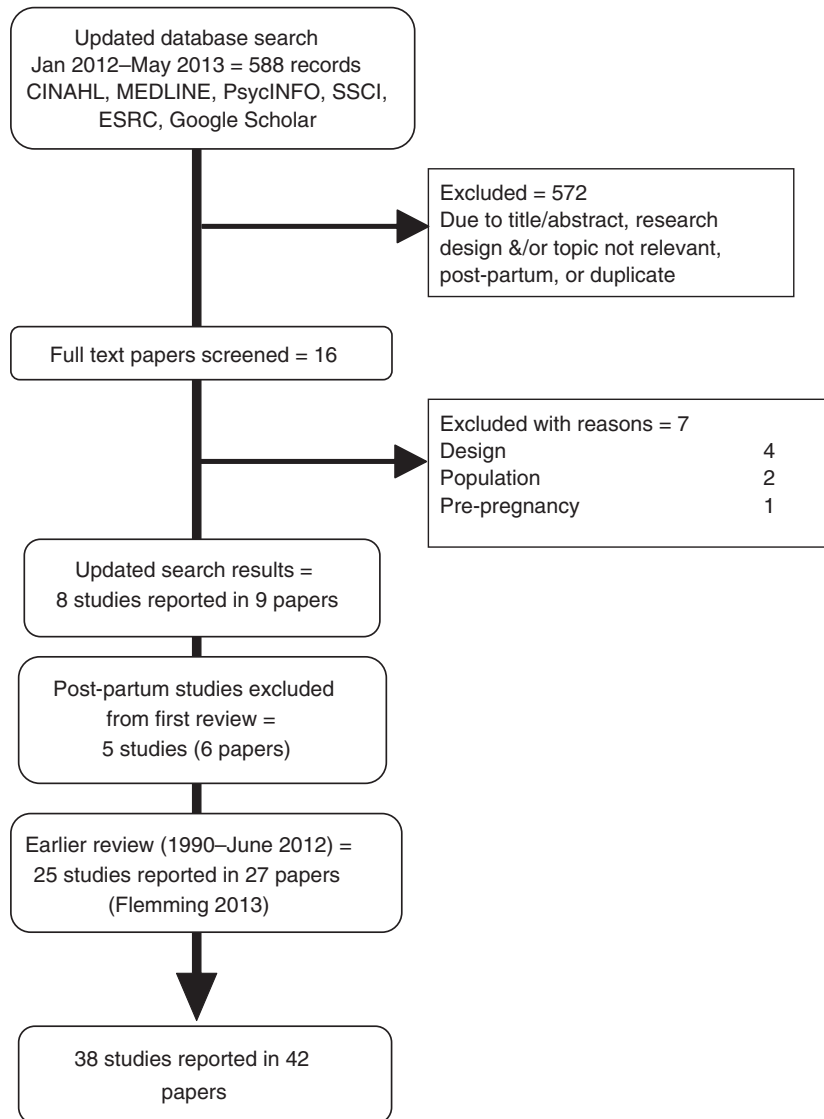 Updated database search
Jan 2012–May 2013 = 588 records
CINAHL, MEDLINE, PsycINFO, SSCI,
ESRC, Google Scholar
Excluded = 572
Due to title/abstract, research
design &/or topic not relevant,
post-partum, or duplicate
Full text papers screened = 16
Excluded with reasons = 7
Design 4
Population 2
Pre-pregnancy 1
Updated search results =
8 studies reported in 9 papers
Post-partum studies excluded
from first review =
5 studies (6 papers)
Earlier review (1990–June 2012) =
25 studies reported in 27 papers
(Flemming 2013)
38 studies reported in 42
papers